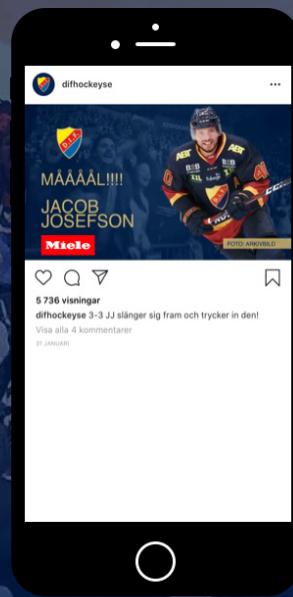 difhockeyse
D.I.F.
MÅÅÅÅL!!!!
JACOB
JOSEFSON
Miele
FOTO: ARKIVBILD
5 736 visningar
difhockeyse 3-3 JJ slänger sig fram och trycker in den!
Visa alla 4 kommentarer
31 JANUARI